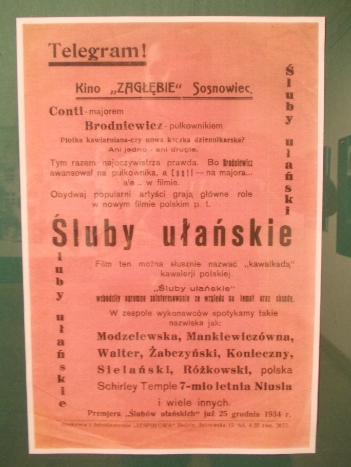 Telegram!
Kino „ZAGŁĘBIE" Sosnowiec.
Conti - majorem
Brodniewicz - pułkownikiem
Plotka kawiarniana-czy nowa kaczka dziennikarska?
Ani jedno - ani drugie.
Tym razem najoczywistrza prawda. Bo Brodniewicz
awansował na pułkownika, a Conti — na majora...
ale .. w filmie.
Obydwaj popularni artyści grają główne role
w nowym filmie polskim p. t.
Śluby ułańskie
Film ten można słusznie nazwać „kawalkadą"
kawalerji polskiej.
„Śluby ułańskie"
wzbudziły ogromne zainteresowanie ze względu na temat oraz obsadę.
W zespole wykonawców spotykamy takie
nazwiska jak:
Modzelewska, Mankiewiczówna,
Walter, Żabczyński, Konieczny,
Sielański, Różkowski, polska
Schirley Temple 7-mio letnia Niusia
i wiele innych.
Premjera „Ślubów ułańskich" już 25 grudnia 1934 r.
Śluby ułańskie
Śluby ułańskie